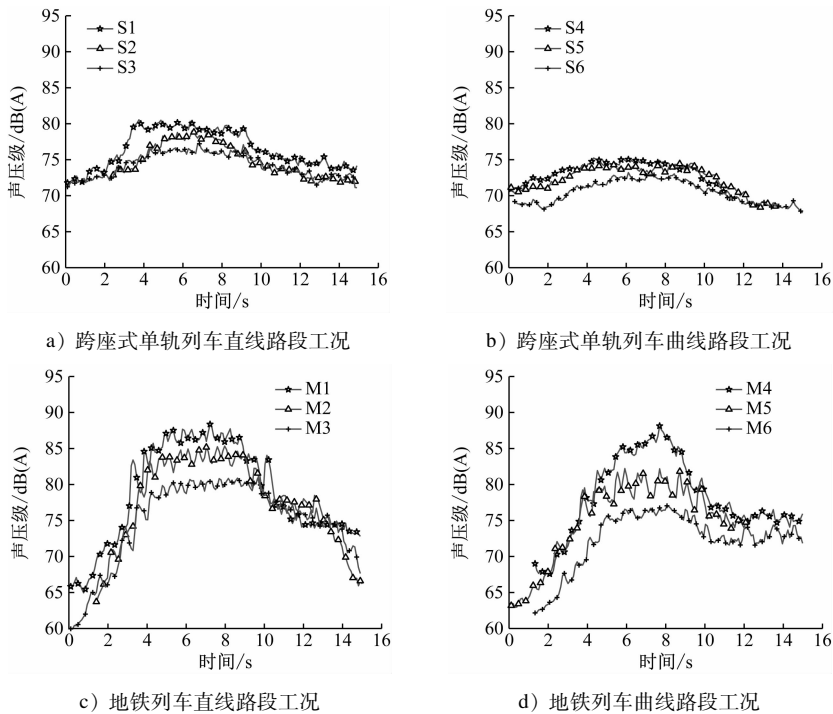 95
90
85
80
75
70
65
60
声压级/dB(A)
S1
S2
S3
0 2 4 6 8 10 12 14 16
时间/s
a）跨座式单轨列车直线路段工况
95
90
85
80
75
70
65
60
声压级/dB(A)
S4
S5
S6
0 2 4 6 8 10 12 14 16
时间/s
b）跨座式单轨列车曲线路段工况
95
90
85
80
75
70
65
60
声压级/dB(A)
M1
M2
M3
0 2 4 6 8 10 12 14 16
时间/s
c）地铁列车直线路段工况
95
90
85
80
75
70
65
60
声压级/dB(A)
M4
M5
M6
0 2 4 6 8 10 12 14 16
时间/s
d）地铁列车曲线路段工况